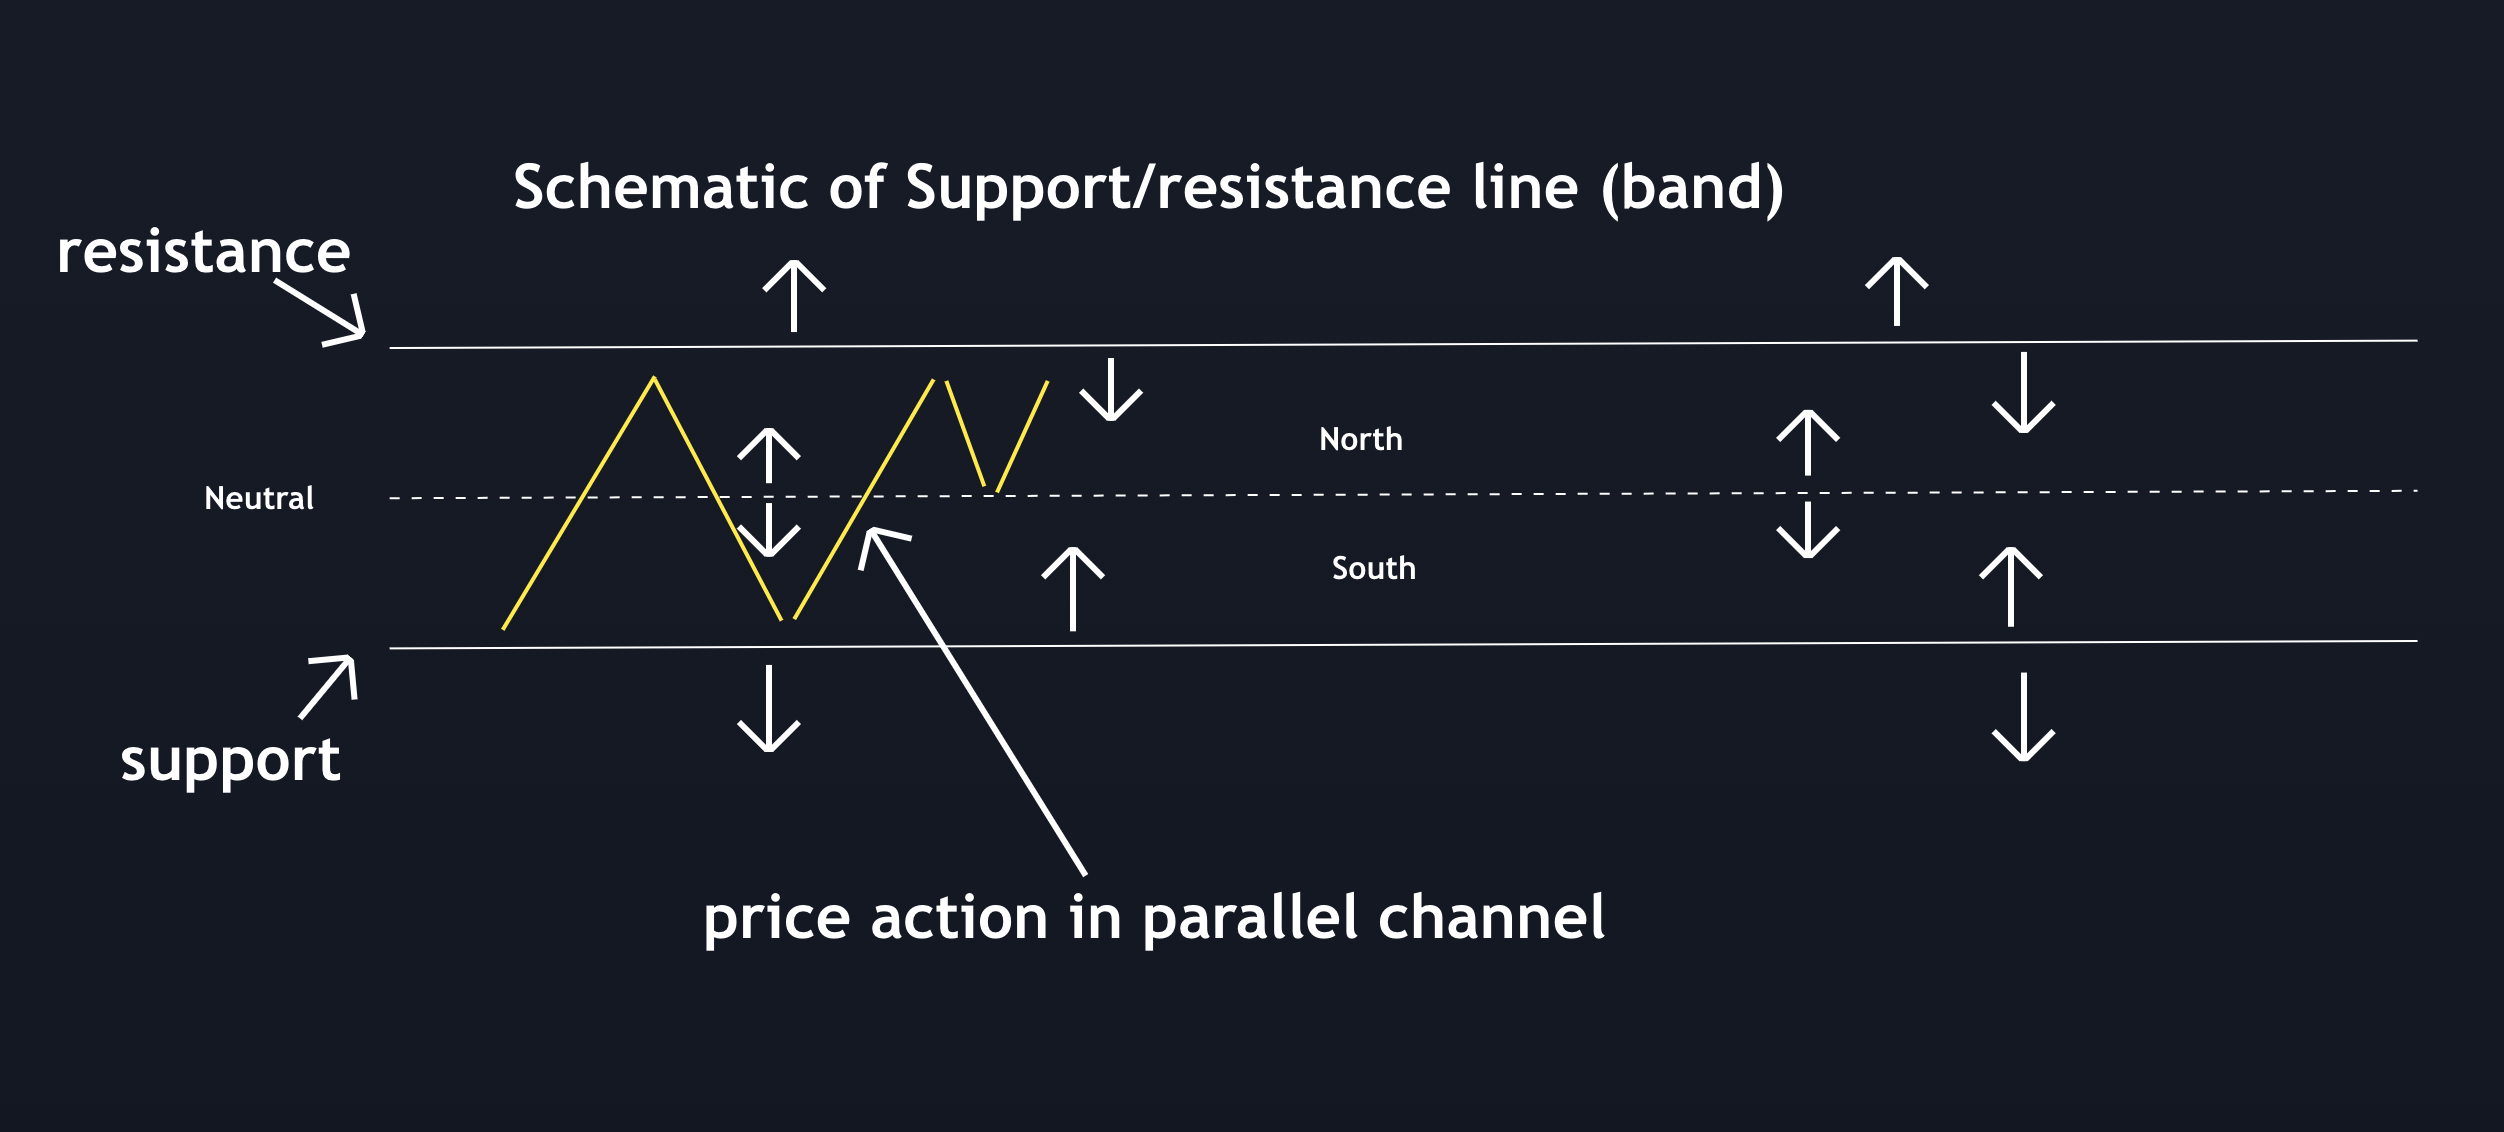 Schematic of Support/resistance line (band)
resistance
North
Neutral
South
support
price action in parallel channel